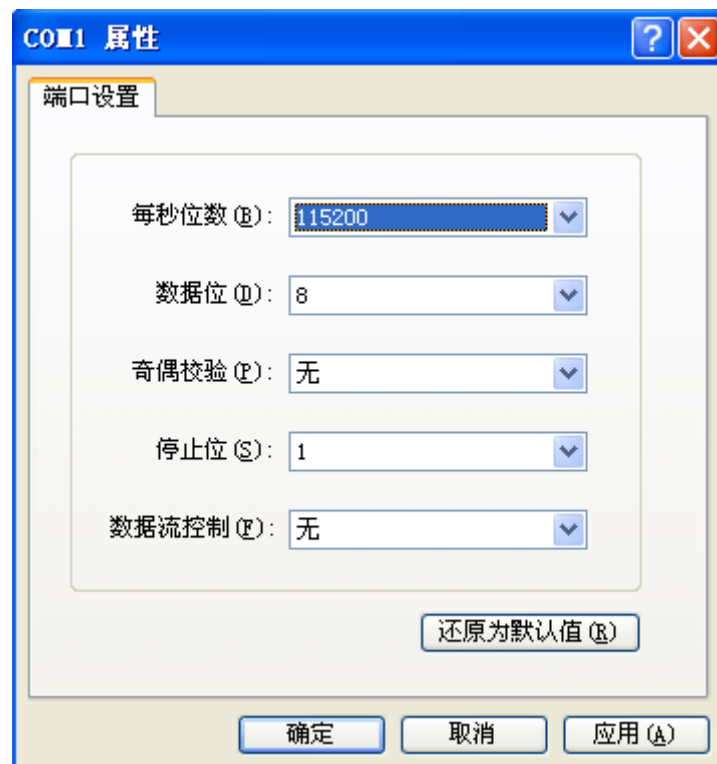 COM1 属性
端口设置
每秒位数(B): 115200
数据位(D): 8
奇偶校验(P): 无
停止位(S): 1
数据流控制(F): 无
还原为默认值(R)
确定 取消 应用(A)